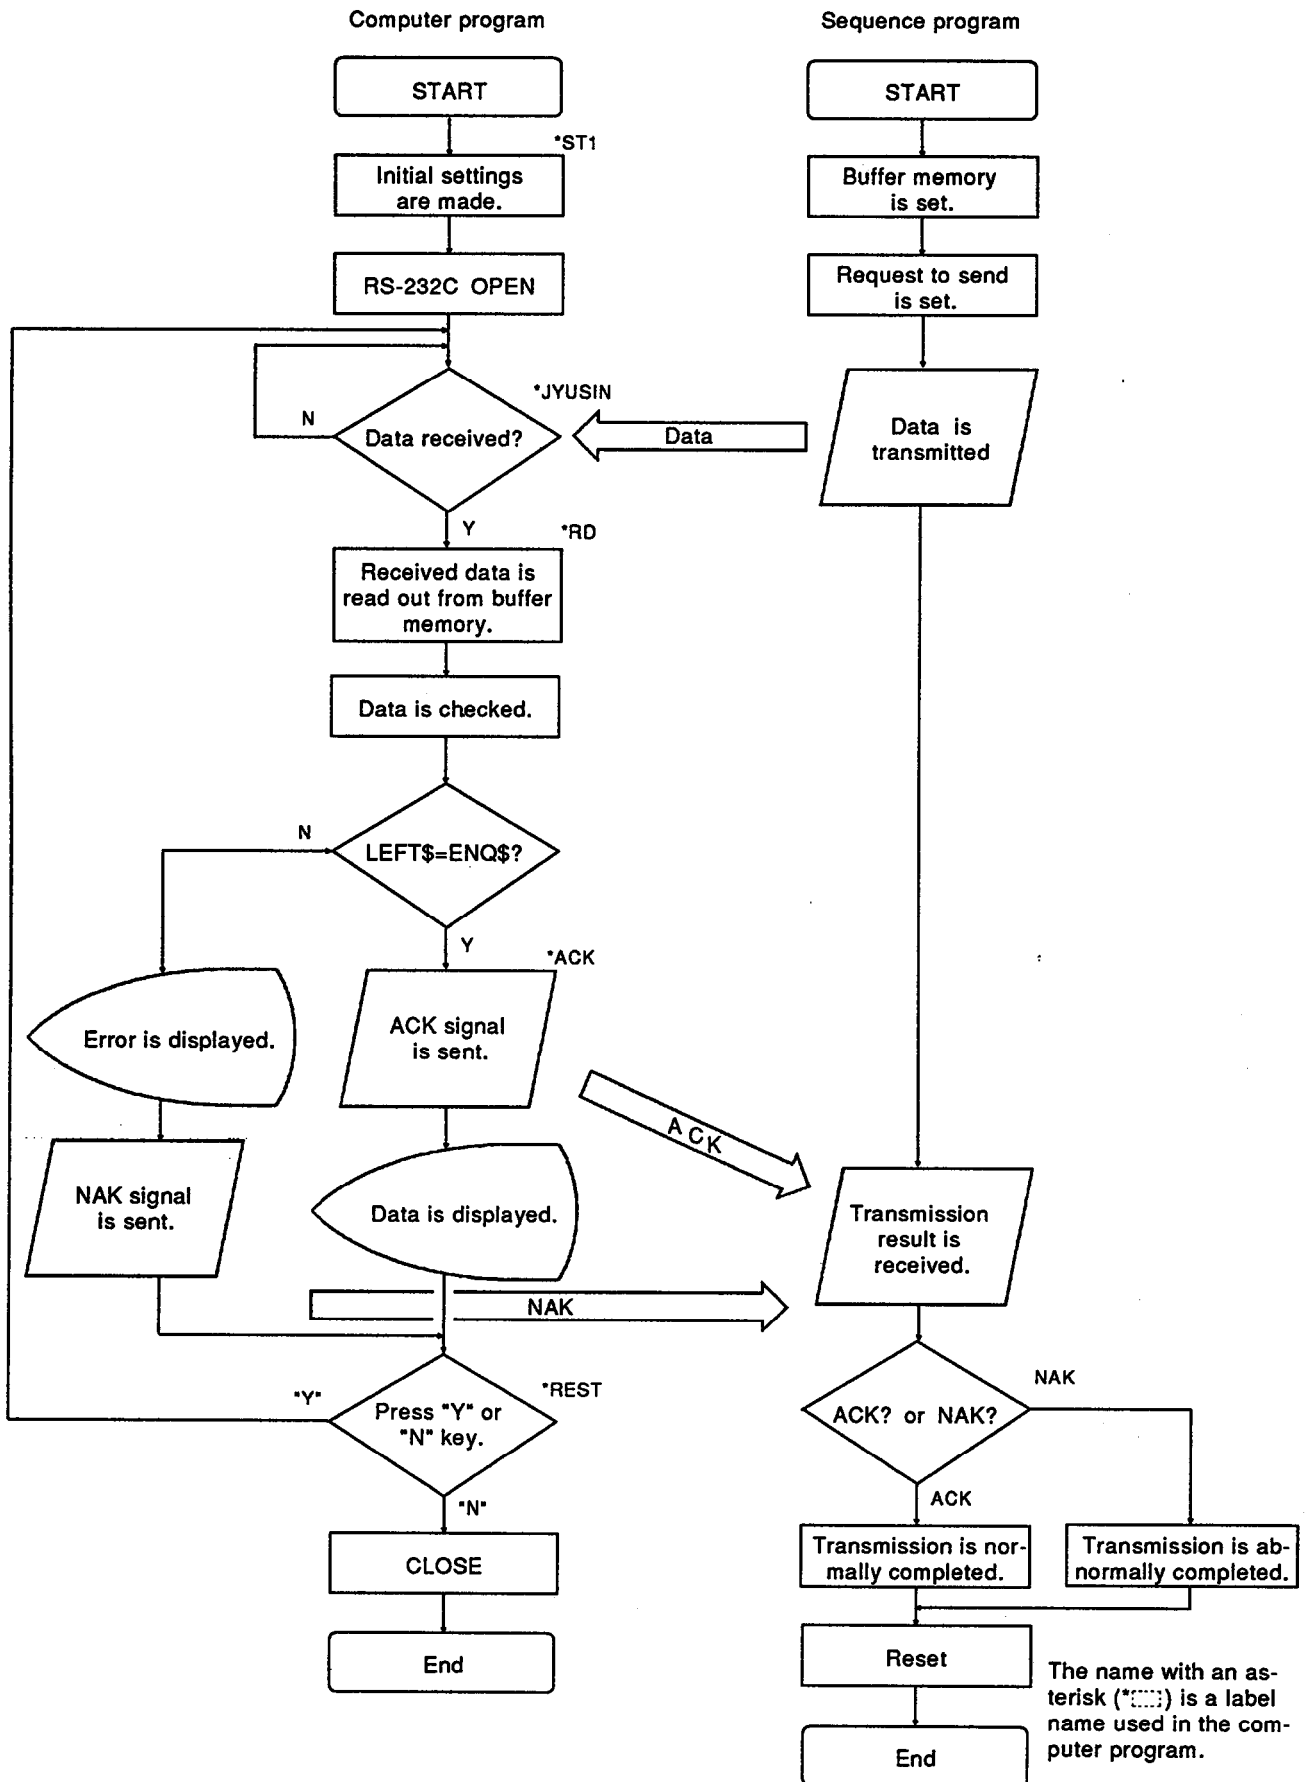 Computer program
Sequence program
START
START
*ST1
Initial settings
are made.
Buffer memory
is set.
RS-232C OPEN
Request to send
is set.
*JYUSIN
N
Data received?
Data
Data is
transmitted
Y
*RD
Received data is
read out from buffer
memory.
Data is checked.
N
LEFT$=ENQ$?
Y
*ACK
Error is displayed.
ACK signal
is sent.
ACK
NAK signal
is sent.
Data is displayed.
Transmission
result is
received.
NAK
"Y"
*REST
Press "Y" or
"N" key.
NAK
ACK? or NAK?
"N"
ACK
CLOSE
Transmission is nor-
mally completed.
Transmission is ab-
normally completed.
End
Reset
The name with an as-
terisk (*) is a label
name used in the com-
puter program.
End